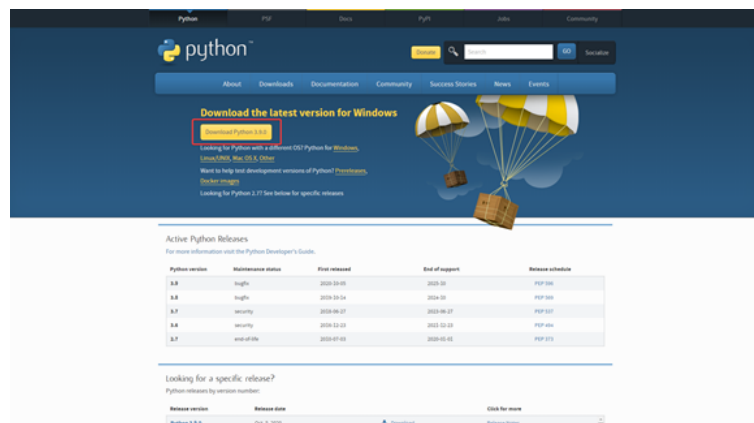 Python PSF Docs PyPI Jobs Community
python™
Donate Search GO Socialize
About Downloads Documentation Community Success Stories News Events
Download the latest version for Windows
Download Python 3.9.0
Looking for Python with a different OS? Python for Windows,
Linux/UNIX, Mac OS X, Other
Want to help test development versions of Python? Prereleases,
Docker images
Looking for Python 2.7? See below for specific releases
Active Python Releases
For more information visit the Python Developer's Guide.
Python version Maintenance status First released End of support Release schedule
3.9 bugfix 2020-10-05 2025-10 PEP 596
3.8 bugfix 2019-10-14 2024-10 PEP 569
3.7 security 2018-06-27 2023-06-27 PEP 537
3.6 security 2016-12-23 2021-12-23 PEP 494
2.7 end-of-life 2010-07-03 2020-01-01 PEP 373
Looking for a specific release?
Python releases by version number:
Release version Release date Click for more